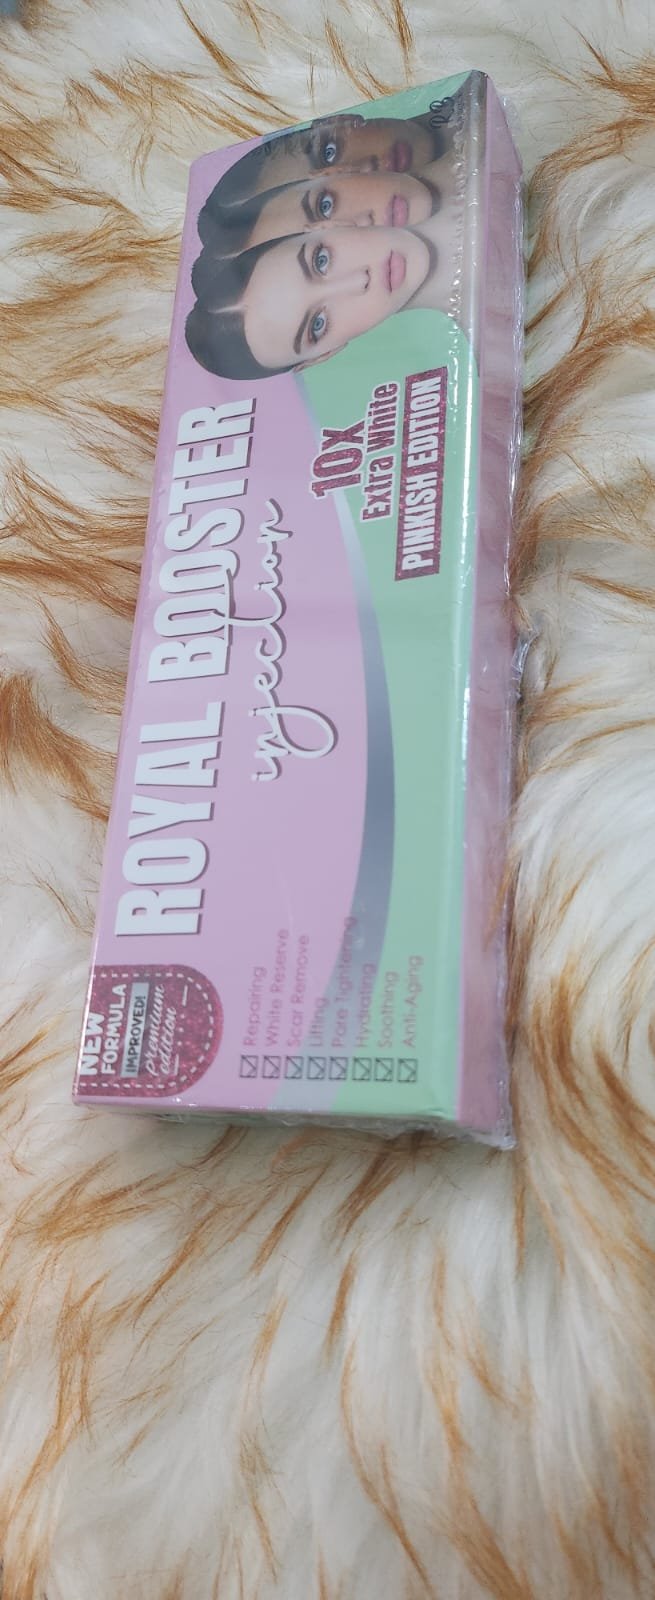 RB
ROYAL BOOSTER
injection
10X
Extra White
PINKISH EDITION
NEW
FORMULA
IMPROVED!
premium
edition
Repairing
White Reserve
Scar Remove
Lifting
Pore Tightening
Hydrating
Soothing
Anti-Aging